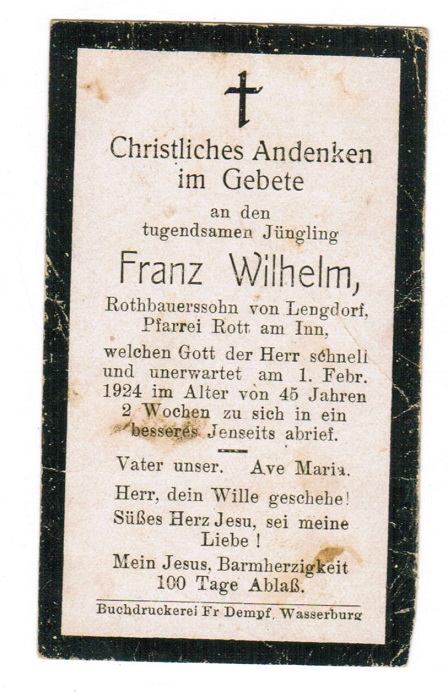 Christliches Andenken
im Gebete
an den
tugendsamen Jüngling
Franz Wilhelm,
Rothbauerssohn von Lengdorf,
Pfarrei Rott am Inn,
welchen Gott der Herr schnell
und unerwartet am 1. Febr.
1924 im Alter von 45 Jahren
2 Wochen zu sich in ein
besseres Jenseits abrief.
Vater unser. Ave Maria.
Herr, dein Wille geschehe!
Süßes Herz Jesu, sei meine
Liebe !
Mein Jesus, Barmherzigkeit
100 Tage Ablaß.
Buchdruckerei Fr Dempf, Wasserburg